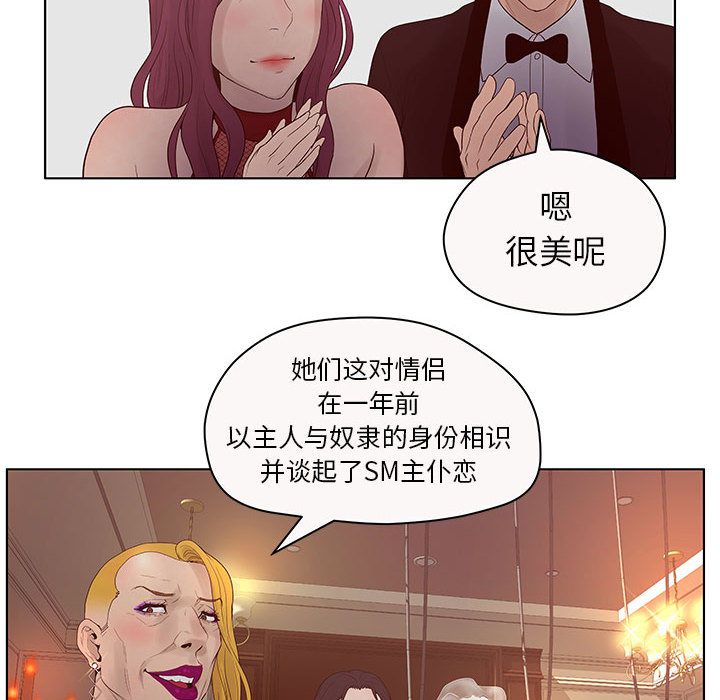 嗯
很美呢
她们这对情侣
在一年前
以主人与奴隶的身份相识
并谈起了SM主仆恋